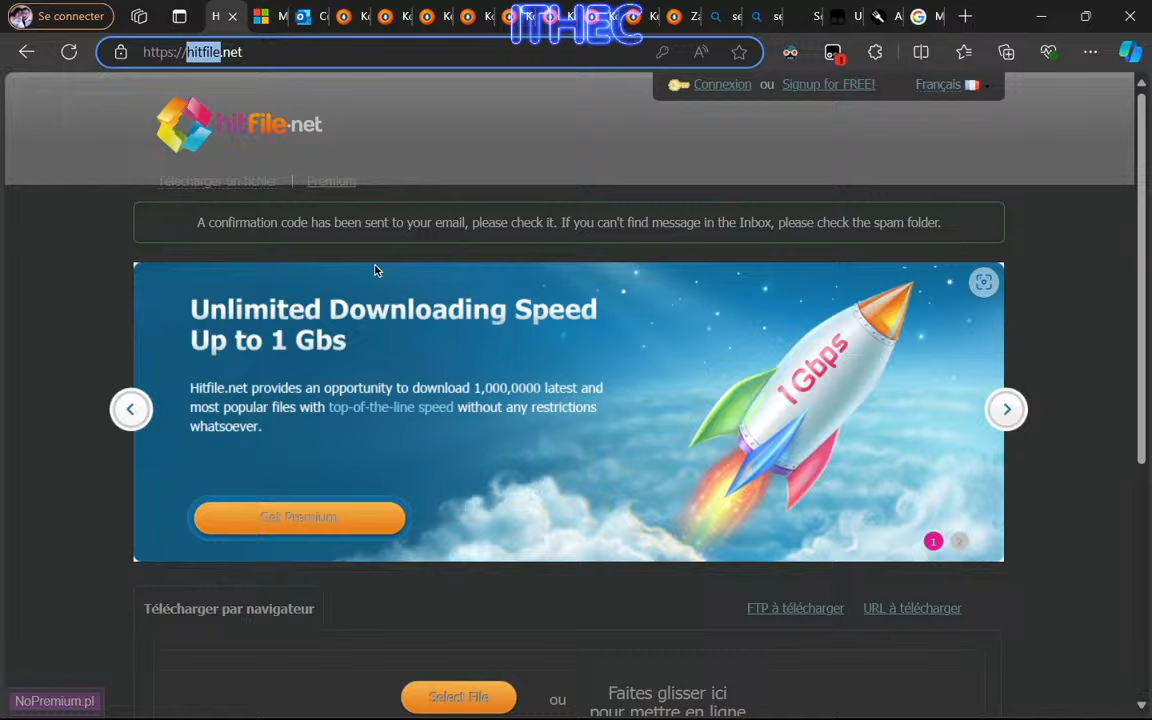 Se connecter
ITHEC
https://hitfile.net
Connexion ou Signup for FREE! Français
hitfile.net
Télécharger un fichier | Premium
A confirmation code has been sent to your email, please check it. If you can't find message in the Inbox, please check the spam folder.
Unlimited Downloading Speed
Up to 1 Gbs
Hitfile.net provides an opportunity to download 1,000,0000 latest and
most popular files with top-of-the-line speed without any restrictions
whatsoever.
1Gbps
Get Premium
1 2
Télécharger par navigateur FTP à télécharger URL à télécharger
Select File ou Faites glisser ici
pour mettre en ligne
NoPremium.pl